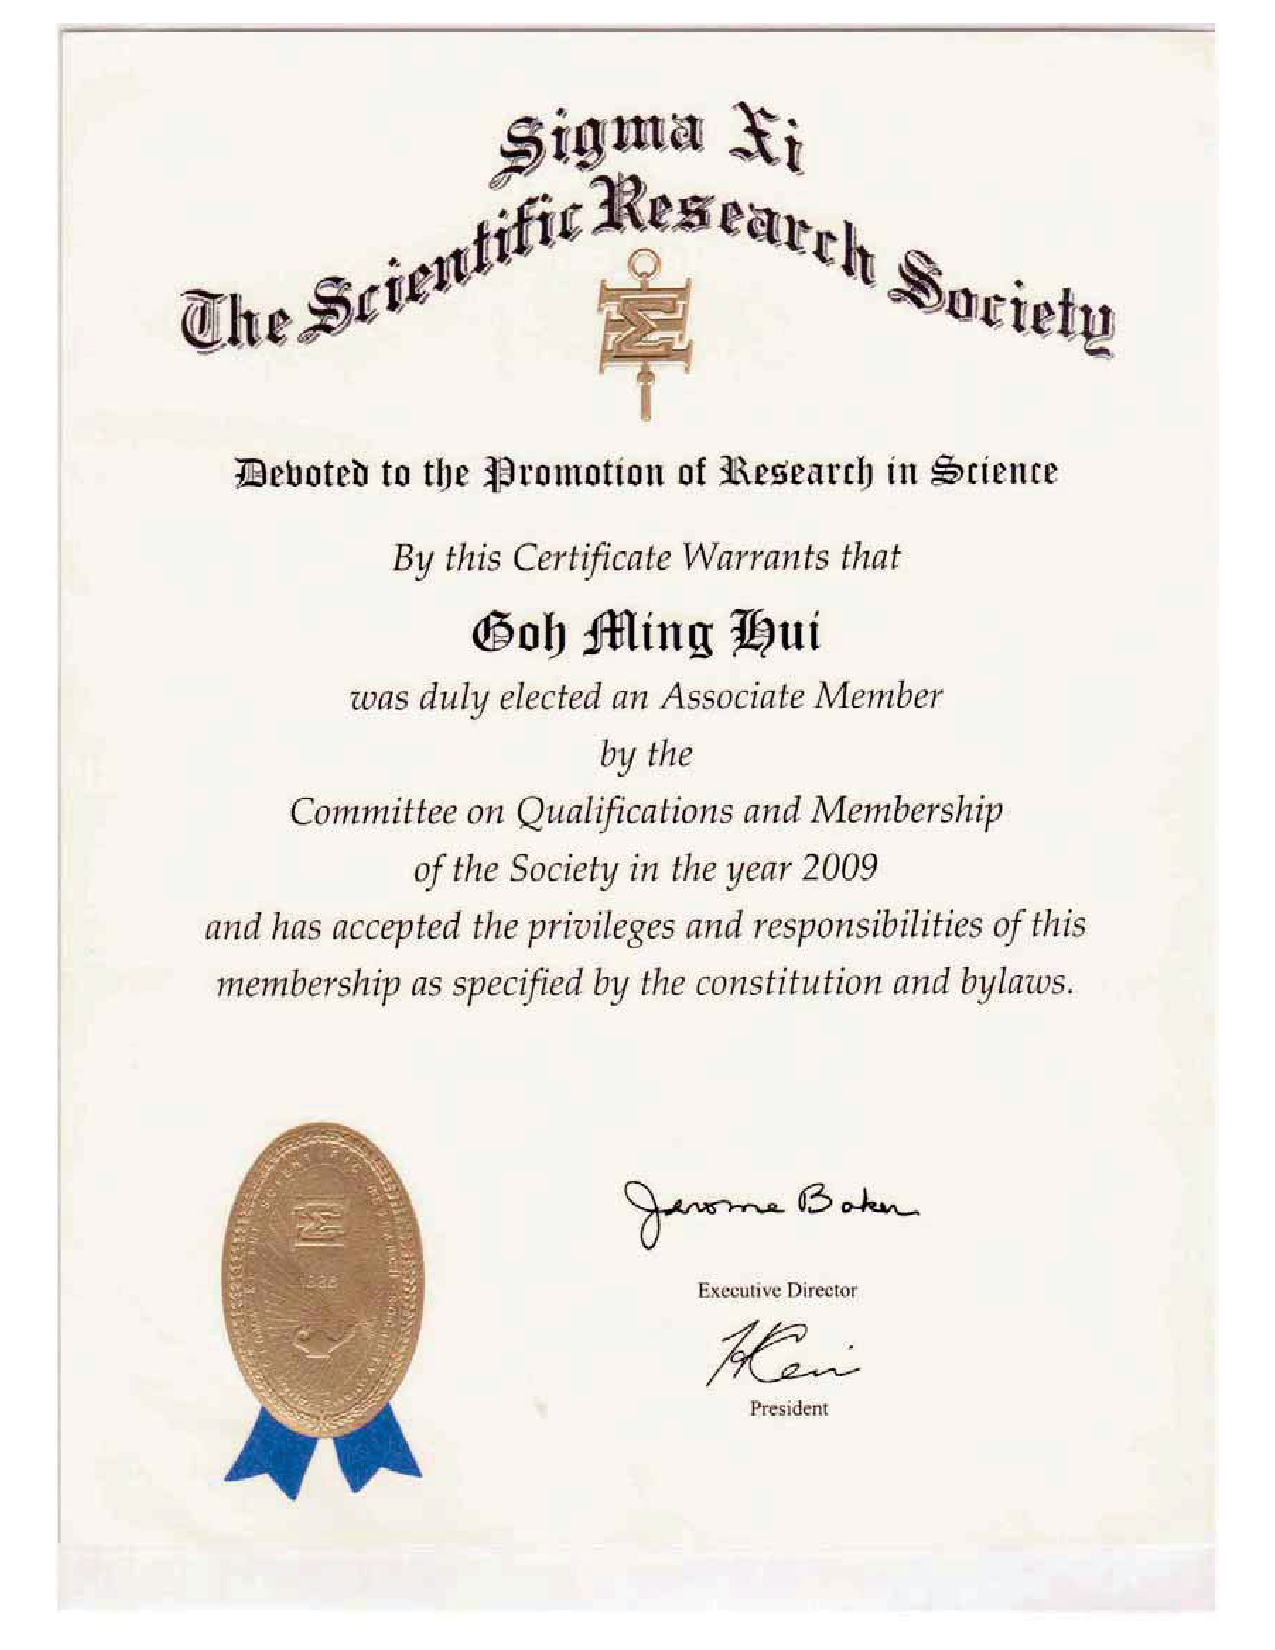 Sigma Xi
The Scientific Research Society
Devoted to the Promotion of Research in Science
By this Certificate Warrants that
Goh Ming Hui
was duly elected an Associate Member
by the
Committee on Qualifications and Membership
of the Society in the year 2009
and has accepted the privileges and responsibilities of this
membership as specified by the constitution and bylaws.
Jerome Baker
Executive Director
President
1886